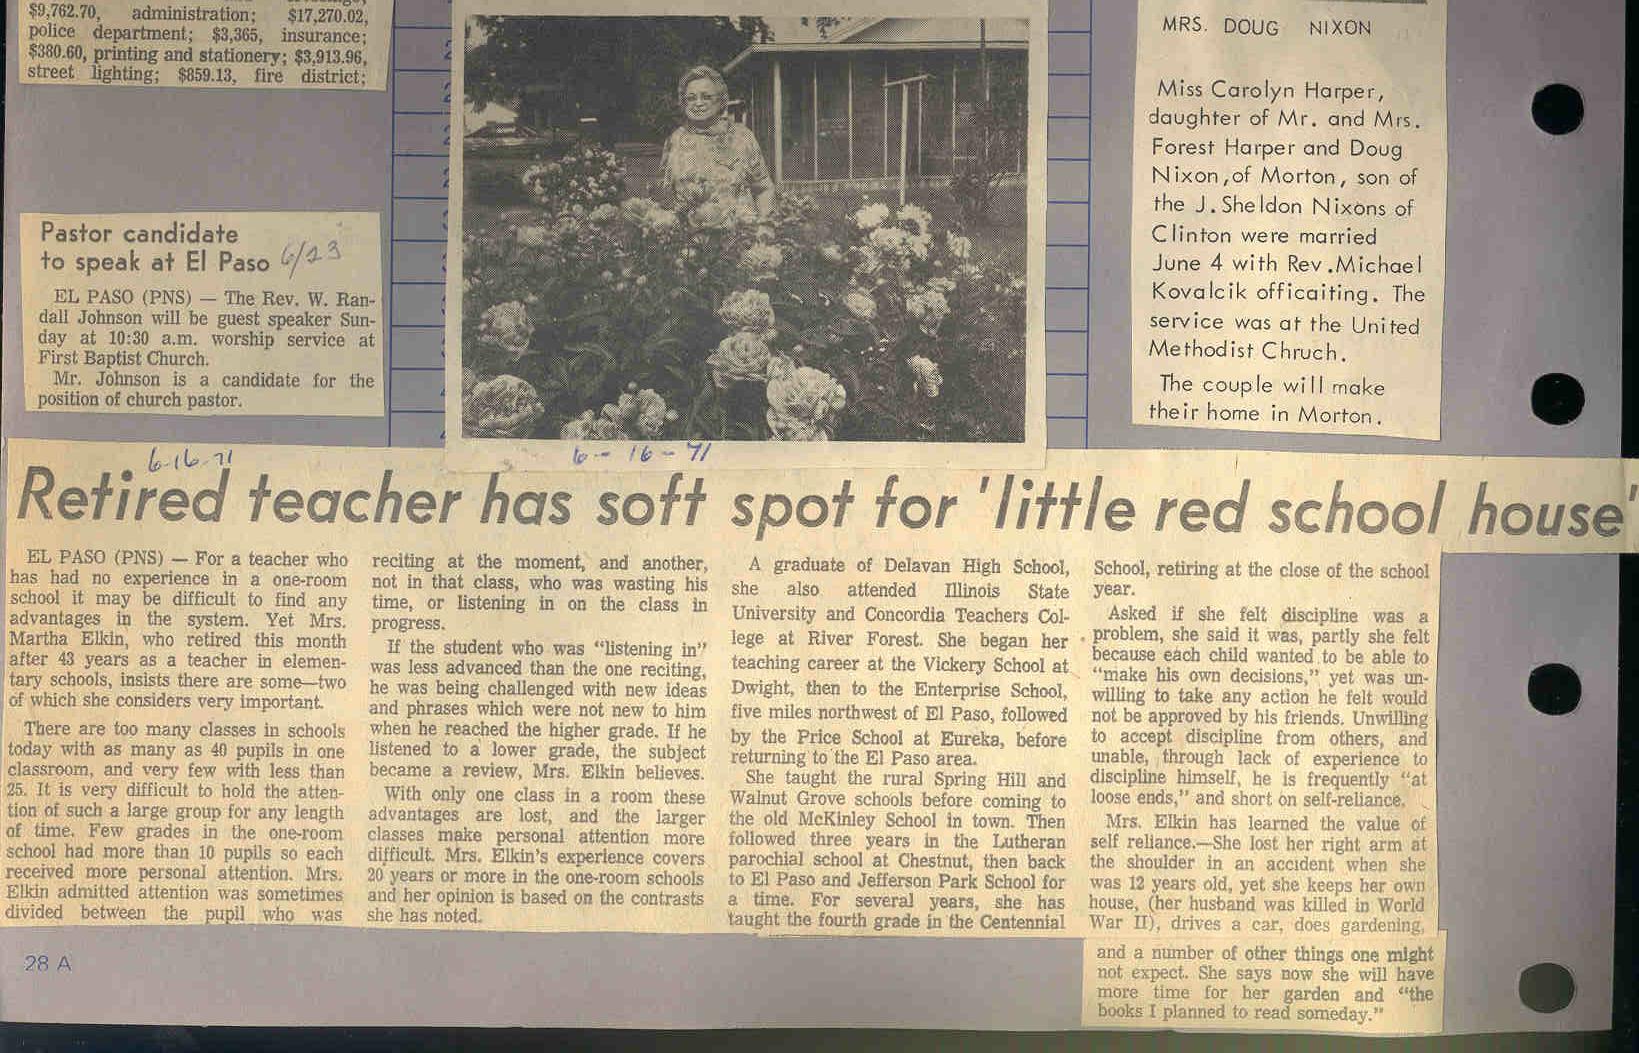 $9,762.70, administration; $17,270.02,
police department; $3,365, insurance;
$380.60, printing and stationery; $3,913.96,
street lighting; $859.13, fire district;
Pastor candidate
to speak at El Paso 6/23
EL PASO (PNS) — The Rev. W. Ran-
dall Johnson will be guest speaker Sun-
day at 10:30 a.m. worship service at
First Baptist Church.
Mr. Johnson is a candidate for the
position of church pastor.
MRS. DOUG NIXON
Miss Carolyn Harper,
daughter of Mr. and Mrs.
Forest Harper and Doug
Nixon, of Morton, son of
the J. Sheldon Nixons of
Clinton were married
June 4 with Rev. Michael
Kovalcik officaiting. The
service was at the United
Methodist Chruch.
The couple will make
their home in Morton.
6-16-71
6-16-71
Retired teacher has soft spot for 'little red school house'
EL PASO (PNS) — For a teacher who
has had no experience in a one-room
school it may be difficult to find any
advantages in the system. Yet Mrs.
Martha Elkin, who retired this month
after 43 years as a teacher in elemen-
tary schools, insists there are some—two
of which she considers very important.
There are too many classes in schools
today with as many as 40 pupils in one
classroom, and very few with less than
25. It is very difficult to hold the atten-
tion of such a large group for any length
of time. Few grades in the one-room
school had more than 10 pupils so each
received more personal attention. Mrs.
Elkin admitted attention was sometimes
divided between the pupil who was
reciting at the moment, and another,
not in that class, who was wasting his
time, or listening in on the class in
progress.
If the student who was "listening in"
was less advanced than the one reciting,
he was being challenged with new ideas
and phrases which were not new to him
when he reached the higher grade. If he
listened to a lower grade, the subject
became a review, Mrs. Elkin believes.
With only one class in a room these
advantages are lost, and the larger
classes make personal attention more
difficult. Mrs. Elkin's experience covers
20 years or more in the one-room schools
and her opinion is based on the contrasts
she has noted.
A graduate of Delavan High School,
she also attended Illinois State
University and Concordia Teachers Col-
lege at River Forest. She began her
teaching career at the Vickery School at
Dwight, then to the Enterprise School,
five miles northwest of El Paso, followed
by the Price School at Eureka, before
returning to the El Paso area.
She taught the rural Spring Hill and
Walnut Grove schools before coming to
the old McKinley School in town. Then
followed three years in the Lutheran
parochial school at Chestnut, then back
to El Paso and Jefferson Park School for
a time. For several years, she has
taught the fourth grade in the Centennial
School, retiring at the close of the school
year.
Asked if she felt discipline was a
problem, she said it was, partly she felt
because each child wanted to be able to
"make his own decisions," yet was un-
willing to take any action he felt would
not be approved by his friends. Unwilling
to accept discipline from others, and
unable, through lack of experience to
discipline himself, he is frequently "at
loose ends," and short on self-reliance.
Mrs. Elkin has learned the value of
self reliance.—She lost her right arm at
the shoulder in an accident when she
was 12 years old, yet she keeps her own
house, (her husband was killed in World
War II), drives a car, does gardening,
and a number of other things one might
not expect. She says now she will have
more time for her garden and "the
books I planned to read someday."
28 A